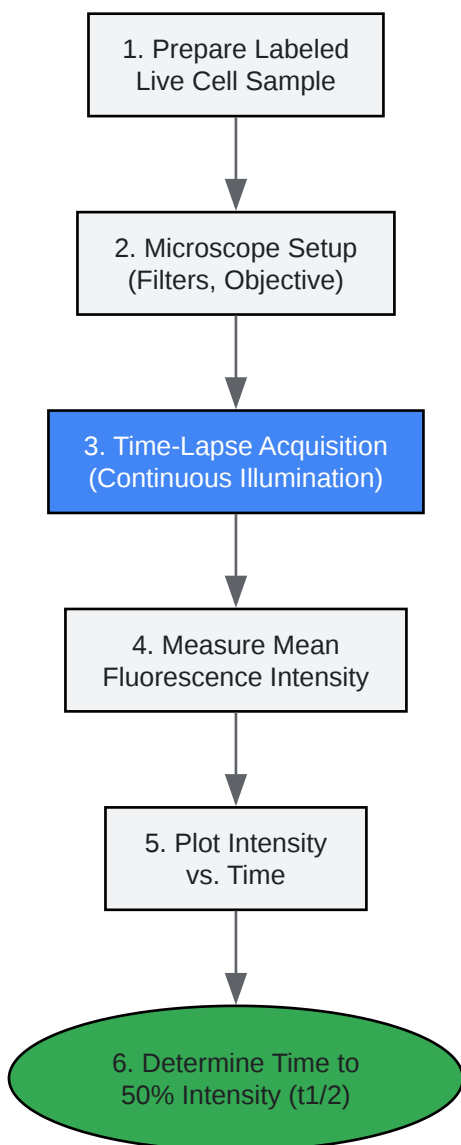 1. Prepare Labeled
Live Cell Sample
2. Microscope Setup
(Filters, Objective)
3. Time-Lapse Acquisition
(Continuous Illumination)
4. Measure Mean
Fluorescence Intensity
5. Plot Intensity
vs. Time
6. Determine Time to
50% Intensity (t1/2)